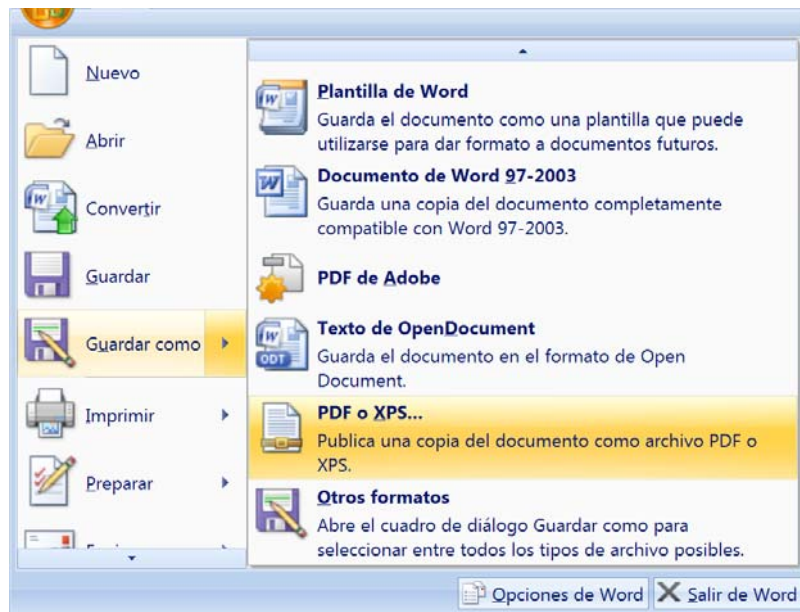 Nuevo
Abrir
Convertir
Guardar
Guardar como
Imprimir
Preparar
Plantilla de Word
Guarda el documento como una plantilla que puede
utilizarse para dar formato a documentos futuros.
Documento de Word 97-2003
Guarda una copia del documento completamente
compatible con Word 97-2003.
PDF de Adobe
Texto de OpenDocument
Guarda el documento en el formato de Open
Document.
PDF o XPS...
Publica una copia del documento como archivo PDF o
XPS.
Otros formatos
Abre el cuadro de diálogo Guardar como para
seleccionar entre todos los tipos de archivo posibles.
Opciones de Word
Salir de Word